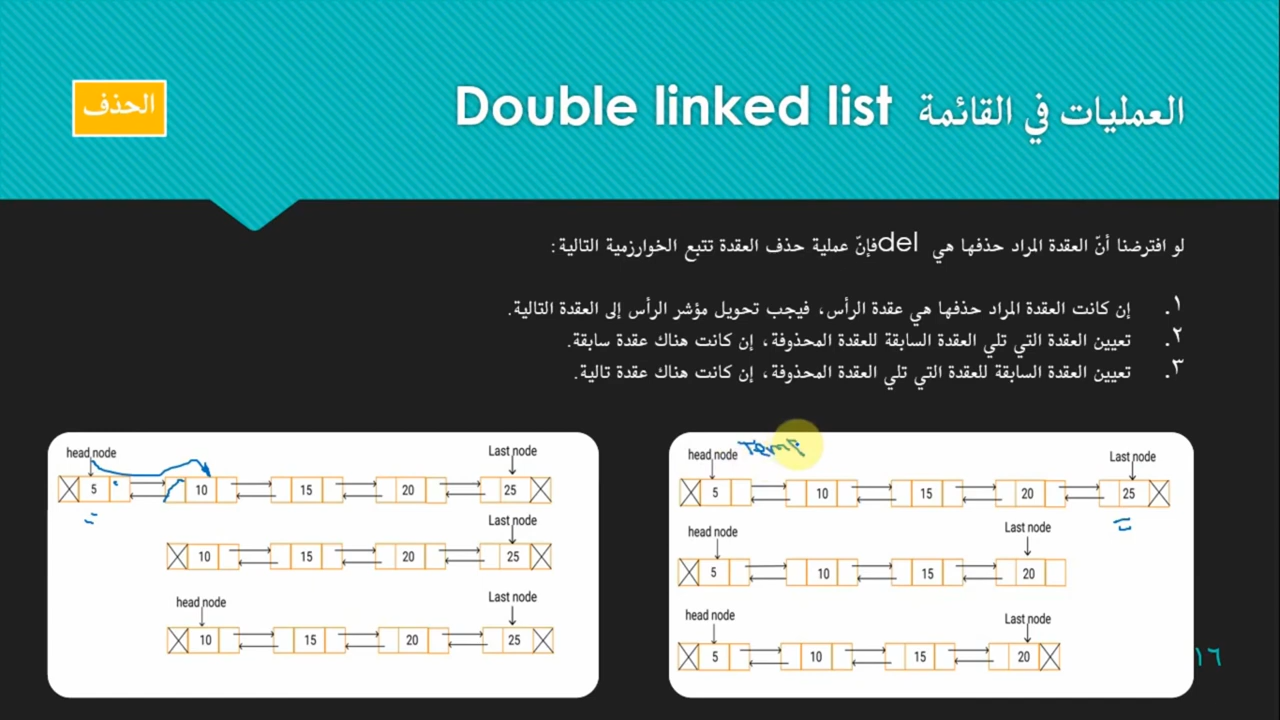 العمليات في القائمة Double linked list
الحذف
لو افترضنا أنّ العقدة المراد حذفها هي del فإنّ عملية حذف العقدة تتبع الخوارزمية التالية:
١. إن كانت العقدة المراد حذفها هي عقدة الرأس، فيجب تحويل مؤشر الرأس إلى العقدة التالية.
٢. تعيين العقدة التي تلي العقدة السابقة للعقدة المحذوفة، إن كانت هناك عقدة سابقة.
٣. تعيين العقدة السابقة للعقدة التي تلي العقدة المحذوفة، إن كانت هناك عقدة تالية.
head node Last node
5 10 15 20 25
Last node
10 15 20 25
head node Last node
10 15 20 25
head node temp Last node
5 10 15 20 25
head node Last node
5 10 15 20
head node Last node
5 10 15 20
١٦